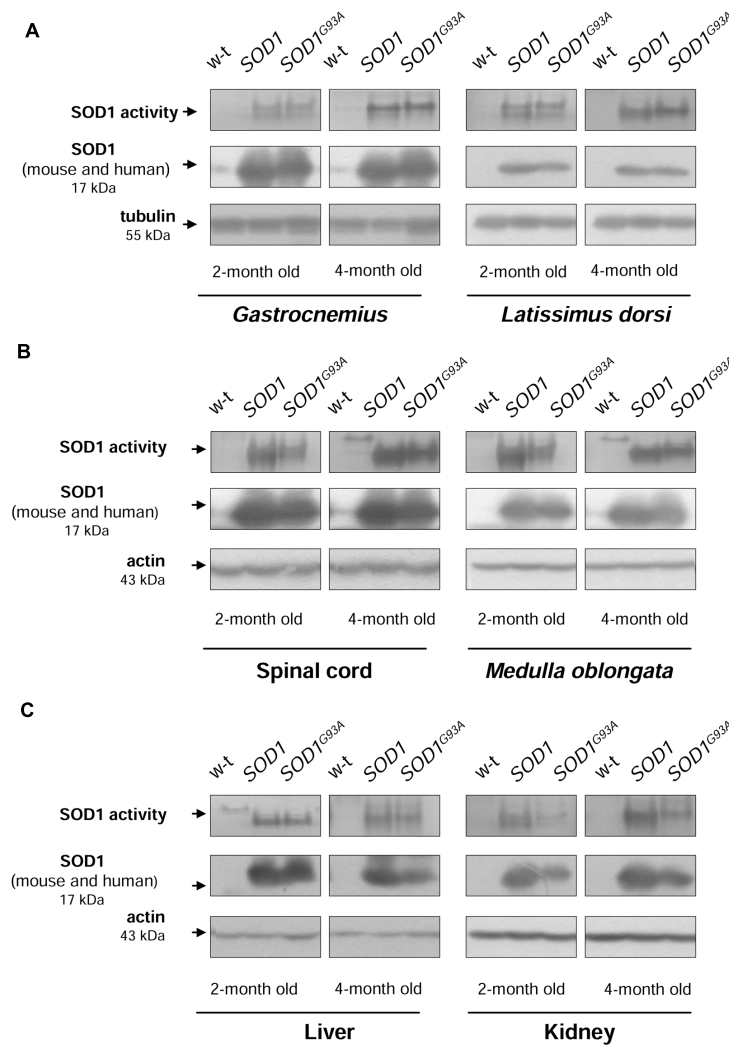 A
w-t SOD1 SOD1G93A w-t SOD1 SOD1G93A w-t SOD1 SOD1G93A w-t SOD1 SOD1G93A
SOD1 activity
SOD1
(mouse and human)
17 kDa
tubulin
55 kDa
2-month old 4-month old 2-month old 4-month old
Gastrocnemius Latissimus dorsi
B
w-t SOD1 SOD1G93A w-t SOD1 SOD1G93A w-t SOD1 SOD1G93A w-t SOD1 SOD1G93A
SOD1 activity
SOD1
(mouse and human)
17 kDa
actin
43 kDa
2-month old 4-month old 2-month old 4-month old
Spinal cord Medulla oblongata
C
w-t SOD1 SOD1G93A w-t SOD1 SOD1G93A w-t SOD1 SOD1G93A w-t SOD1 SOD1G93A
SOD1 activity
SOD1
(mouse and human)
17 kDa
actin
43 kDa
2-month old 4-month old 2-month old 4-month old
Liver Kidney